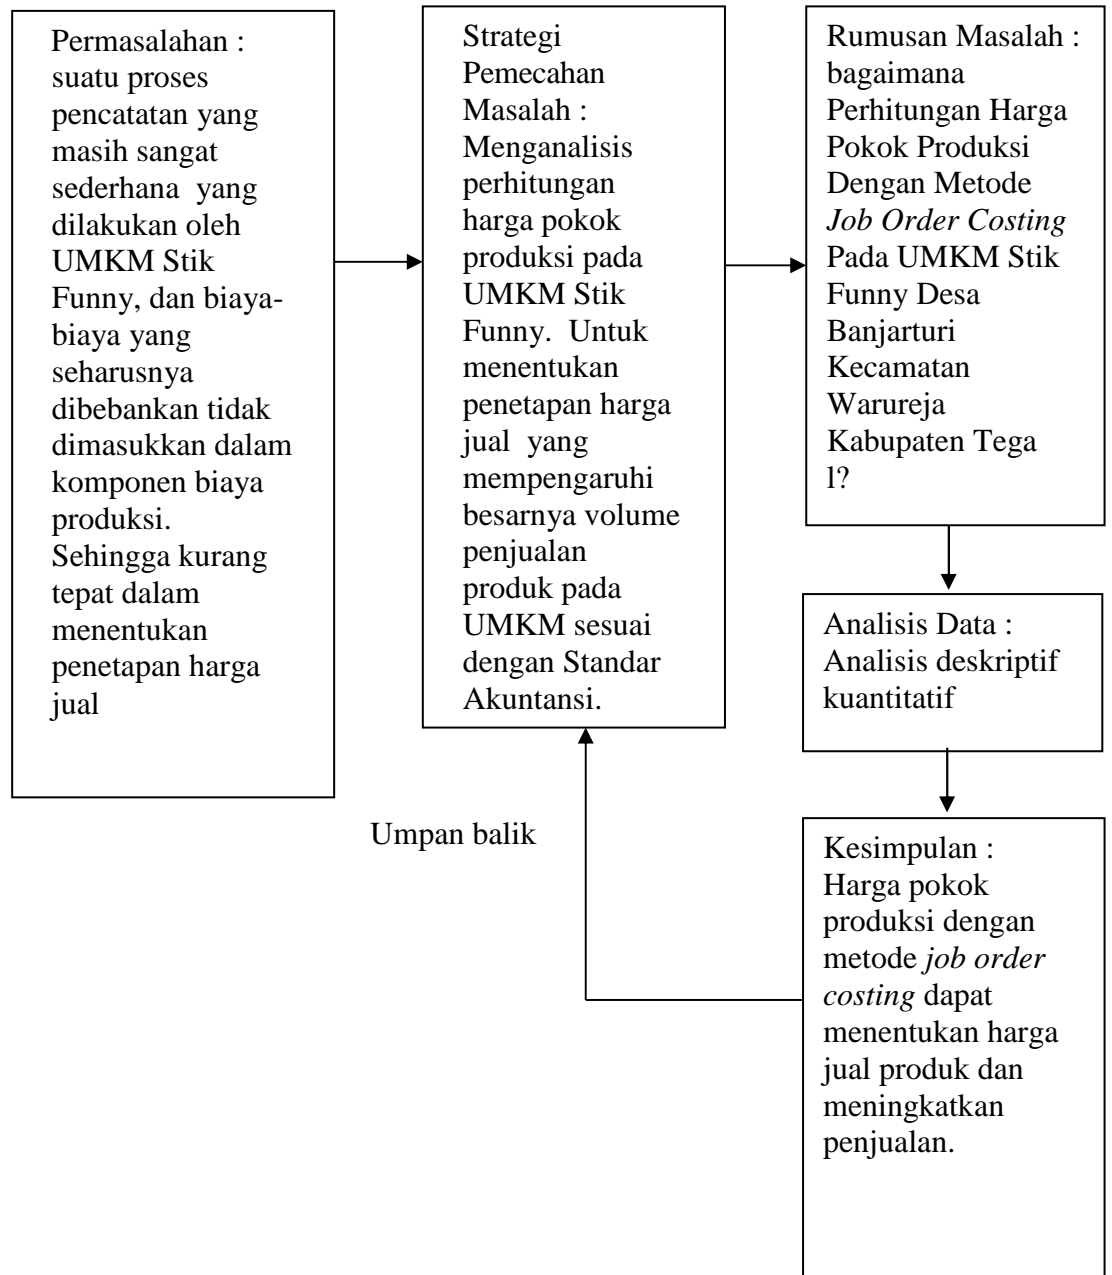 Permasalahan :
suatu proses
pencatatan yang
masih sangat
sederhana  yang
dilakukan oleh
UMKM Stik
Funny, dan biaya-
biaya yang
seharusnya
dibebankan tidak
dimasukkan dalam
komponen biaya
produksi.
Sehingga kurang
tepat dalam
menentukan
penetapan harga
jual
Strategi
Pemecahan
Masalah :
Menganalisis
perhitungan
harga pokok
produksi pada
UMKM Stik
Funny.  Untuk
menentukan
penetapan harga
jual  yang
mempengaruhi
besarnya volume
penjualan
produk pada
UMKM sesuai
dengan Standar
Akuntansi.
Rumusan Masalah :
bagaimana
Perhitungan Harga
Pokok Produksi
Dengan Metode
Job Order Costing
Pada UMKM Stik
Funny Desa
Banjarturi
Kecamatan
Warureja
Kabupaten Tega
l?
Analisis Data :
Analisis deskriptif
kuantitatif
Umpan balik
Kesimpulan :
Harga pokok
produksi dengan
metode job order
costing dapat
menentukan harga
jual produk dan
meningkatkan
penjualan.